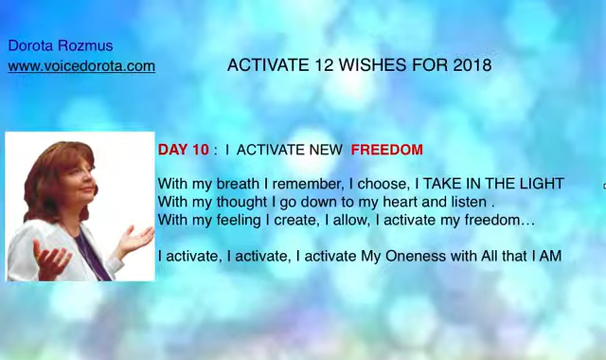 Dorota Rozmus
www.voicedorota.com
ACTIVATE 12 WISHES FOR 2018
DAY 10 : I ACTIVATE NEW FREEDOM
With my breath I remember, I choose, I TAKE IN THE LIGHT
With my thought I go down to my heart and listen .
With my feeling I create, I allow, I activate my freedom…
I activate, I activate, I activate My Oneness with All that I AM